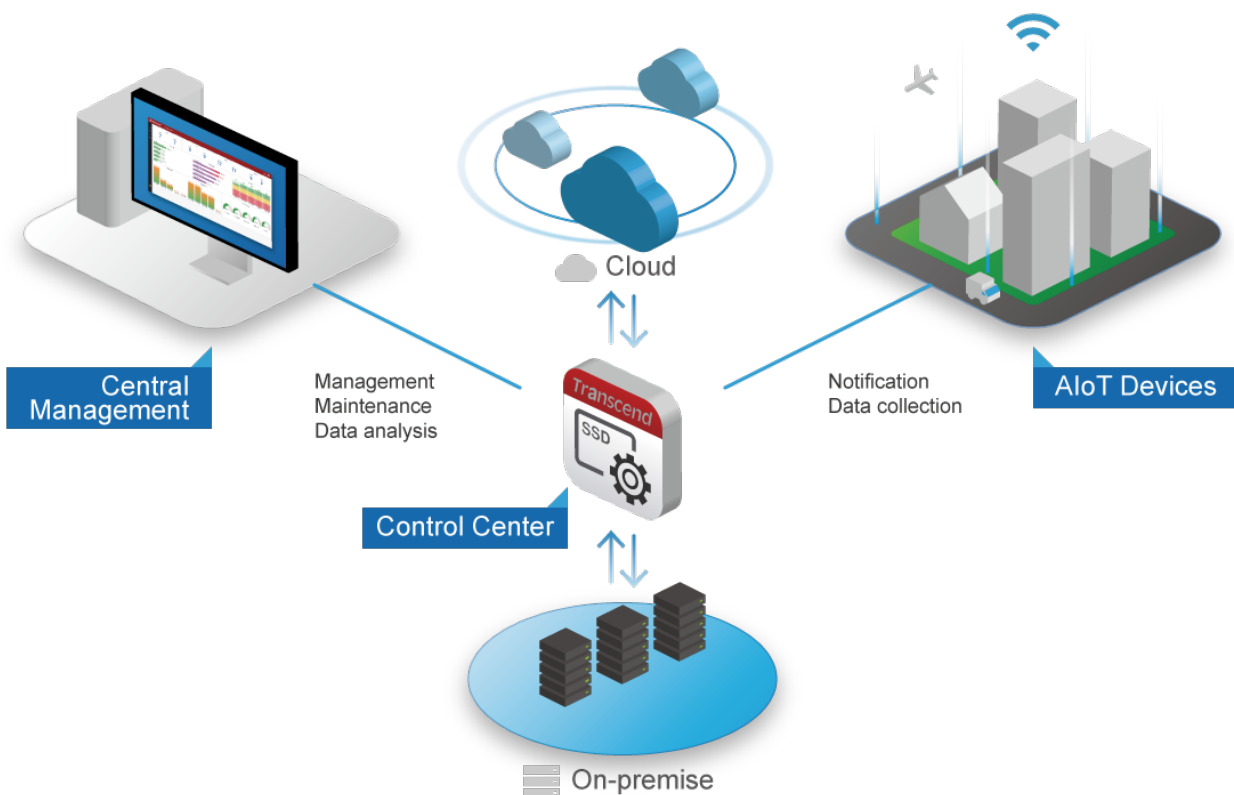 Cloud
Central
Management
Management
Maintenance
Data analysis
Transcend
SSD
Notification
Data collection
AIoT Devices
Control Center
On-premise